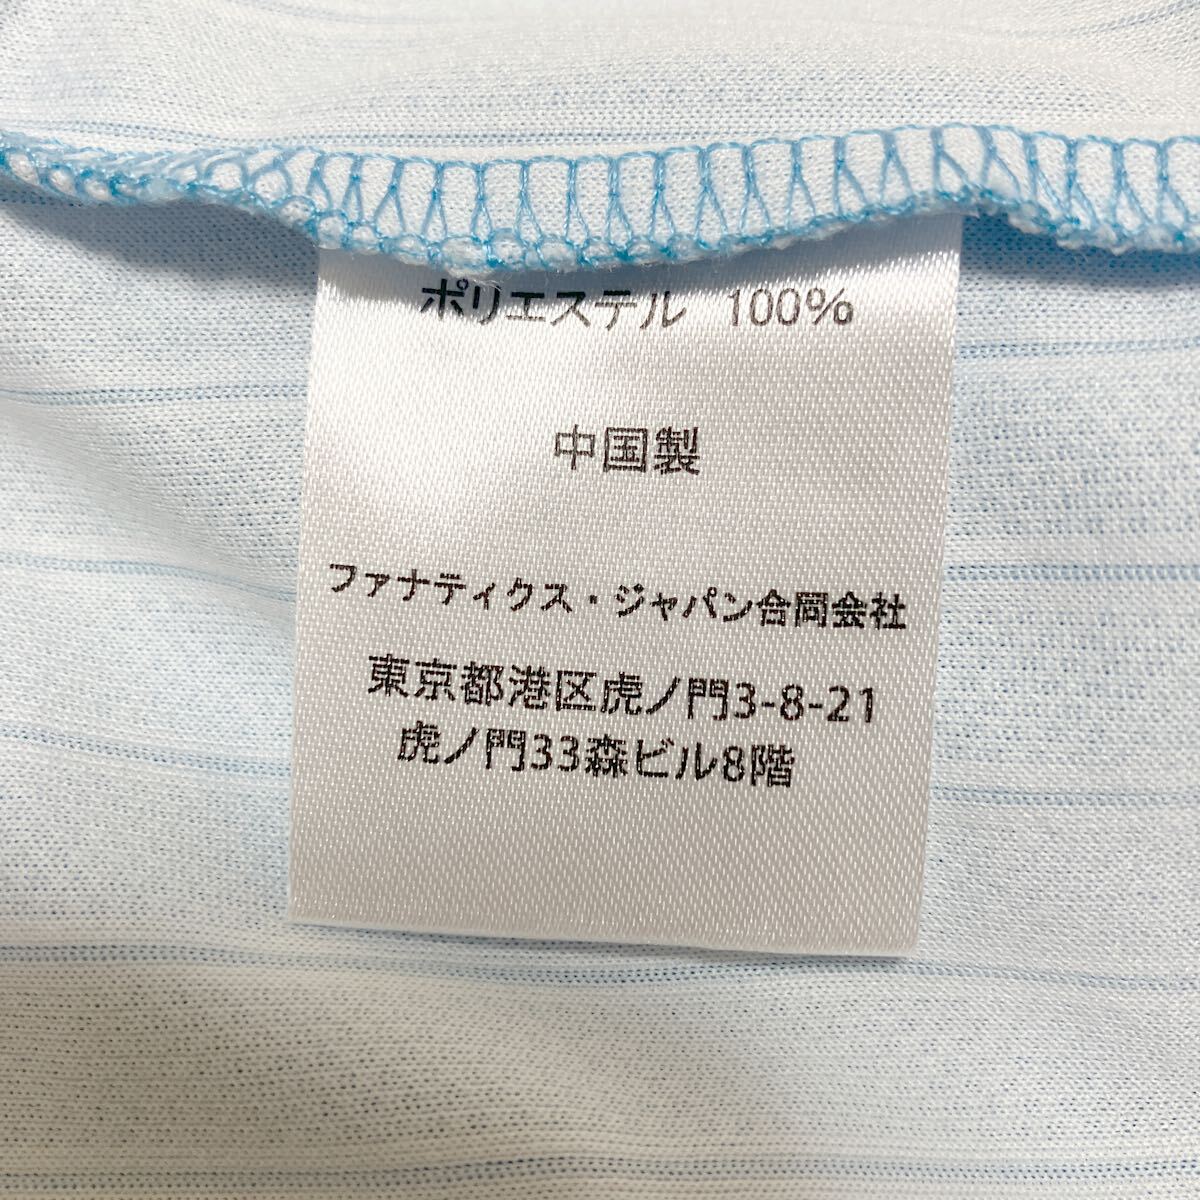 ポリエステル 100%
中国製
ファナティクス・ジャパン合同会社
東京都港区虎ノ門3-8-21
虎ノ門33森ビル8階